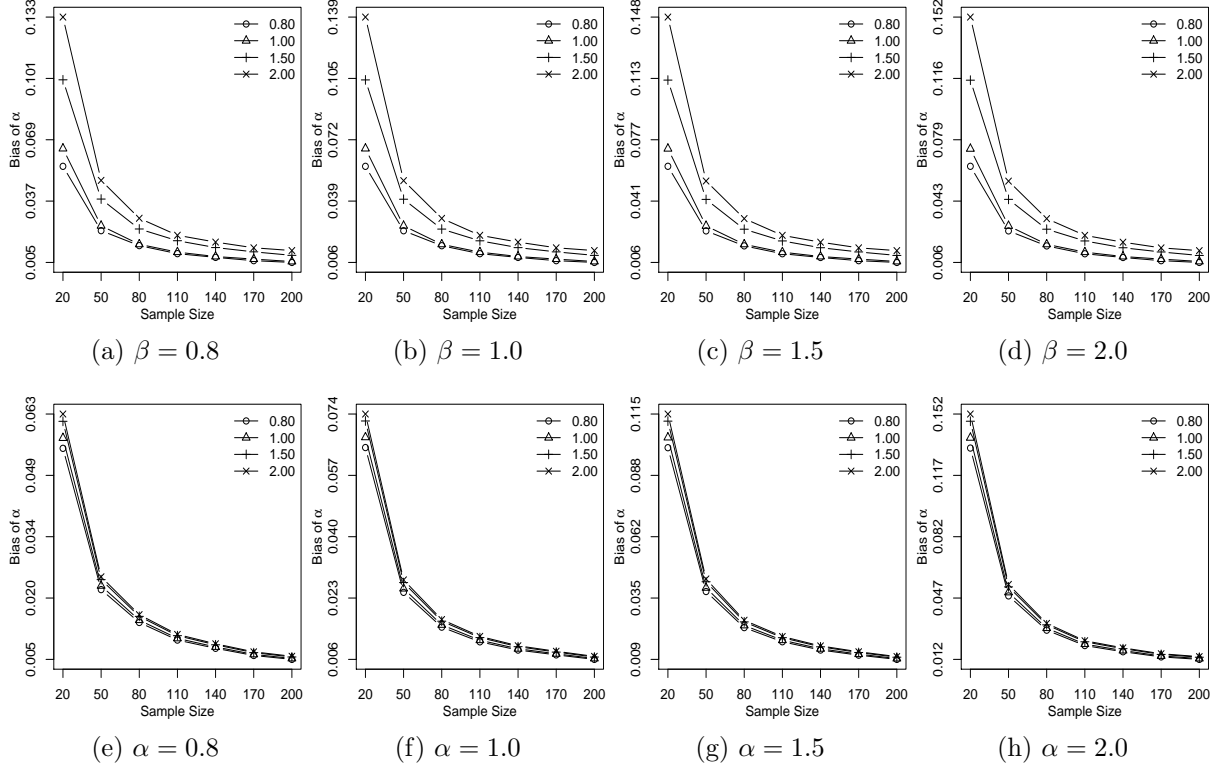 Bias of α
0.133
0.101
0.069
0.037
0.005
0.80
1.00
1.50
2.00
20 50 80 110 140 170 200
Sample Size
(a) β = 0.8
Bias of α
0.139
0.105
0.072
0.039
0.006
0.80
1.00
1.50
2.00
20 50 80 110 140 170 200
Sample Size
(b) β = 1.0
Bias of α
0.148
0.113
0.077
0.041
0.006
0.80
1.00
1.50
2.00
20 50 80 110 140 170 200
Sample Size
(c) β = 1.5
Bias of α
0.152
0.116
0.079
0.043
0.006
0.80
1.00
1.50
2.00
20 50 80 110 140 170 200
Sample Size
(d) β = 2.0
Bias of α
0.063
0.049
0.034
0.020
0.005
0.80
1.00
1.50
2.00
20 50 80 110 140 170 200
Sample Size
(e) α = 0.8
Bias of α
0.074
0.057
0.040
0.023
0.006
0.80
1.00
1.50
2.00
20 50 80 110 140 170 200
Sample Size
(f) α = 1.0
Bias of α
0.115
0.088
0.062
0.035
0.009
0.80
1.00
1.50
2.00
20 50 80 110 140 170 200
Sample Size
(g) α = 1.5
Bias of α
0.152
0.117
0.082
0.047
0.012
0.80
1.00
1.50
2.00
20 50 80 110 140 170 200
Sample Size
(h) α = 2.0